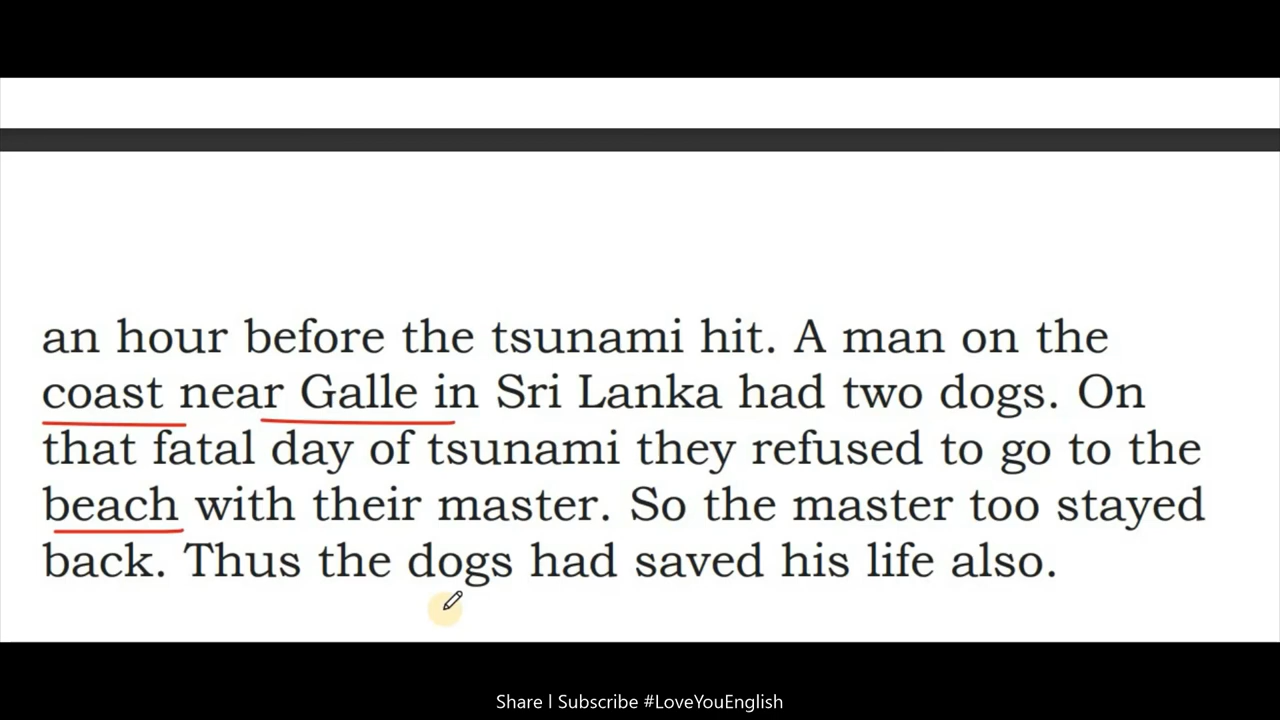 an hour before the tsunami hit. A man on the
coast near Galle in Sri Lanka had two dogs. On
that fatal day of tsunami they refused to go to the
beach with their master. So the master too stayed
back. Thus the dogs had saved his life also.
Share | Subscribe #LoveYouEnglish